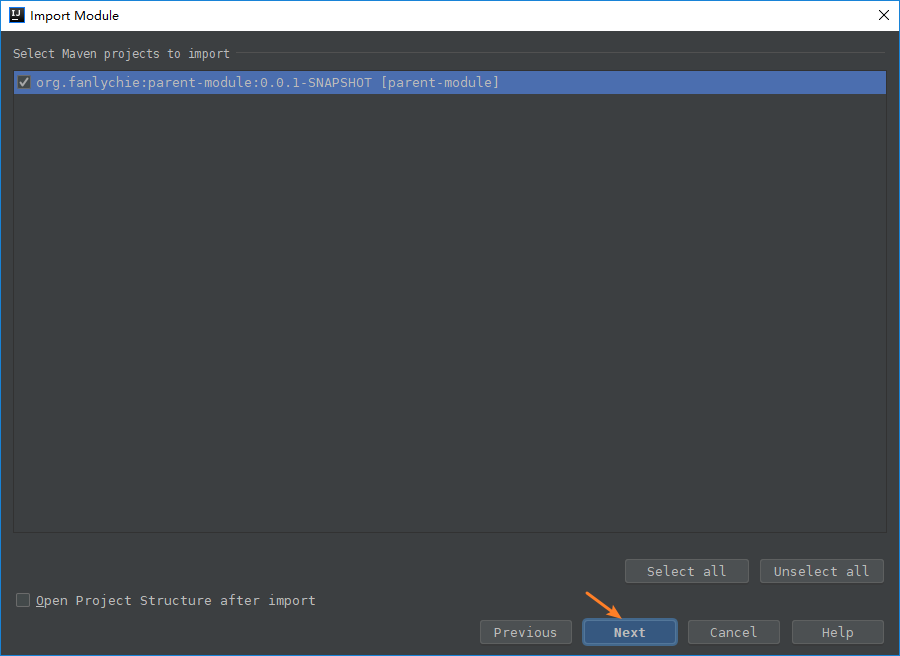 IJ
Import Module
Select Maven projects to import
org.fanlychie:parent-module:0.0.1-SNAPSHOT [parent-module]
Select all
Unselect all
Open Project Structure after import
Previous
Next
Cancel
Help